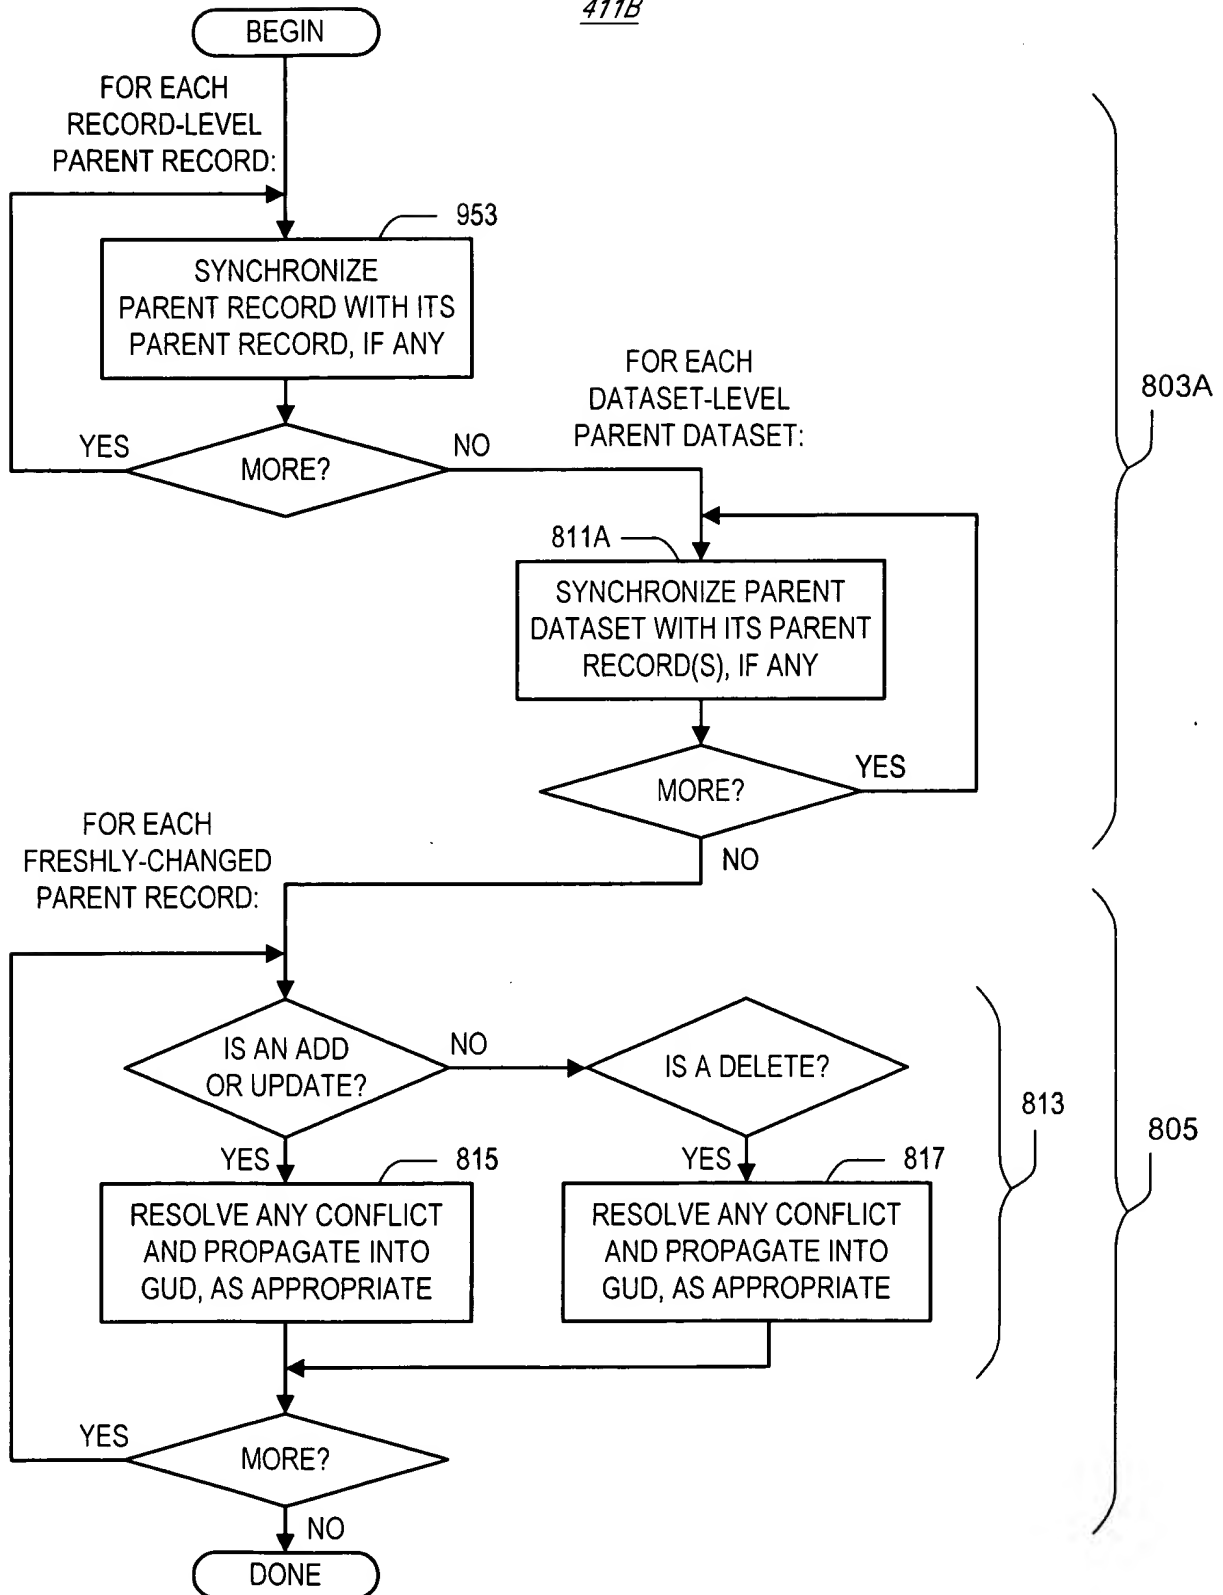 411B
BEGIN
FOR EACH
RECORD-LEVEL
PARENT RECORD:
953
SYNCHRONIZE
PARENT RECORD WITH ITS
PARENT RECORD, IF ANY
YES
MORE?
NO
FOR EACH
DATASET-LEVEL
PARENT DATASET:
803A
811A
SYNCHRONIZE PARENT
DATASET WITH ITS PARENT
RECORD(S), IF ANY
MORE?
YES
NO
FOR EACH
FRESHLY-CHANGED
PARENT RECORD:
IS AN ADD
OR UPDATE?
NO
IS A DELETE?
813
805
YES
815
RESOLVE ANY CONFLICT
AND PROPAGATE INTO
GUD, AS APPROPRIATE
YES
817
RESOLVE ANY CONFLICT
AND PROPAGATE INTO
GUD, AS APPROPRIATE
YES
MORE?
NO
DONE